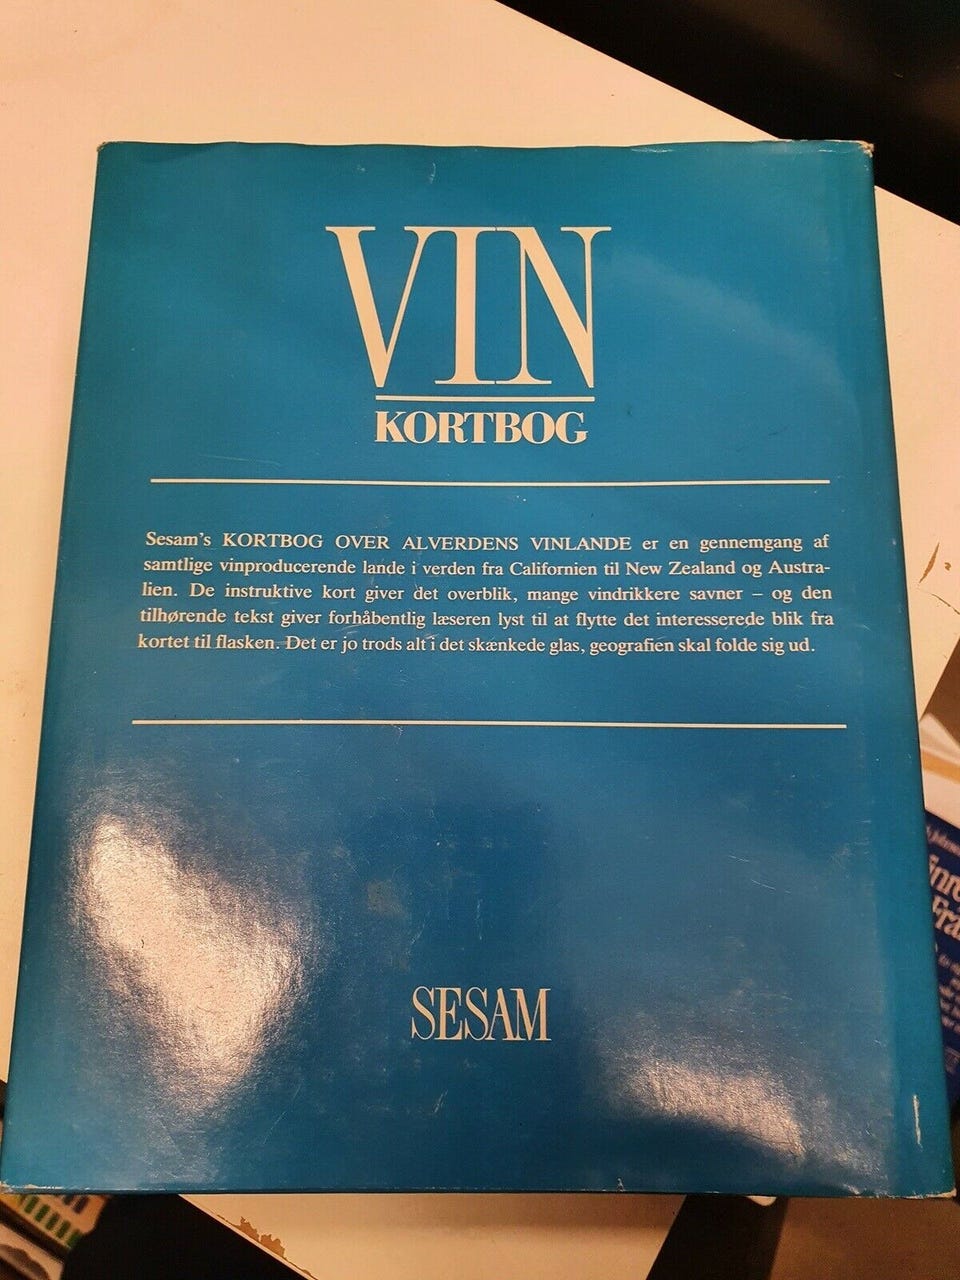 VIN
KORTBOG
Sesam's KORTBOG OVER ALVERDENS VINLANDE er en gennemgang af
samtlige vinproducerende lande i verden fra Californien til New Zealand og Austra-
lien. De instruktive kort giver det overblik, mange vindrikkere savner – og den
tilhørende tekst giver forhåbentlig læseren lyst til at flytte det interesserede blik fra
kortet til flasken. Det er jo trods alt i det skænkede glas, geografien skal folde sig ud.
SESAM